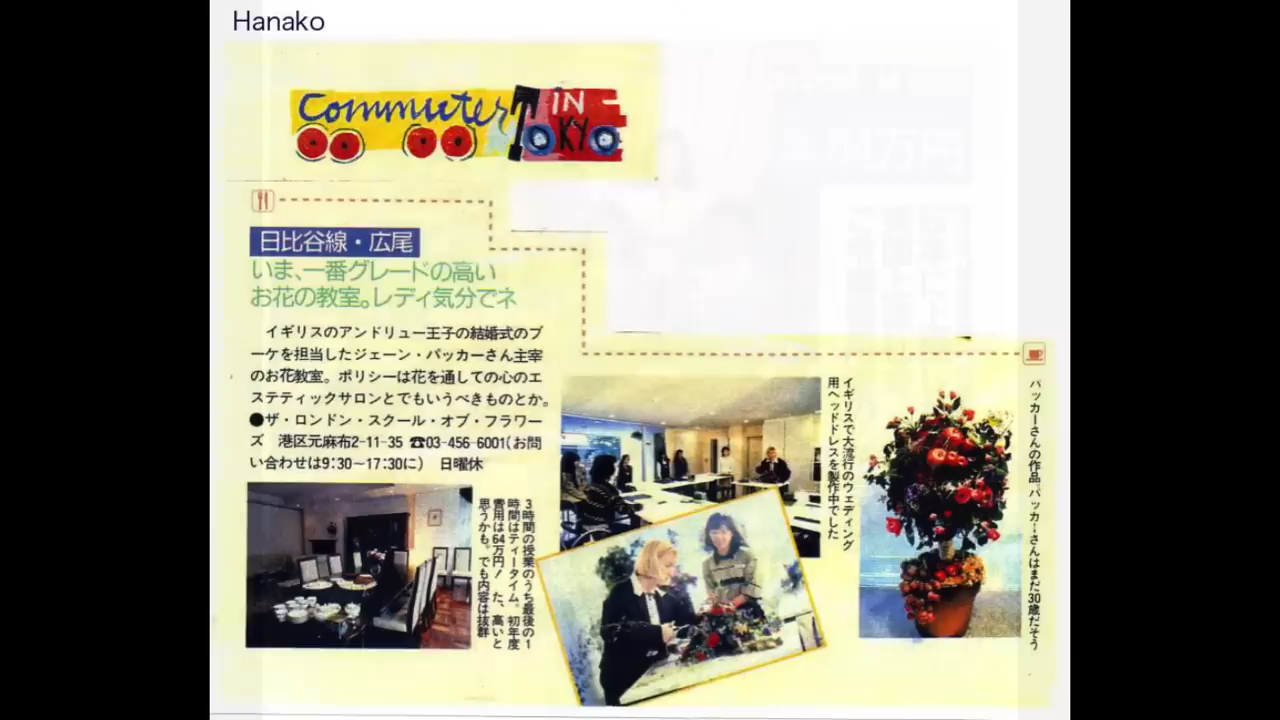 Hanako
Commuter IN
TOKYO
日比谷線・広尾
いま、一番グレードの高い
お花の教室。レディ気分でネ
イギリスのアンドリュー王子の結婚式のブ
ーケを担当したジェーン・パッカーさん主宰
のお花教室。ポリシーは花を通しての心のエ
ステティックサロンとでもいうべきものとか。
●ザ・ロンドン・スクール・オブ・フラワー
ズ 港区元麻布2-11-35 ☎03-456-6001(お問
い合わせは9:30〜17:30に) 日曜休
3時間の授業のうち最後の1
時間はティータイム。初年度
費用は64万円! た、高いと
思うかも。でも内容は抜群
イギリスで大流行のウェディング
用ヘッドドレスを製作中でした
パッカーさんの作品。パッカーさんはまだ30歳だそう